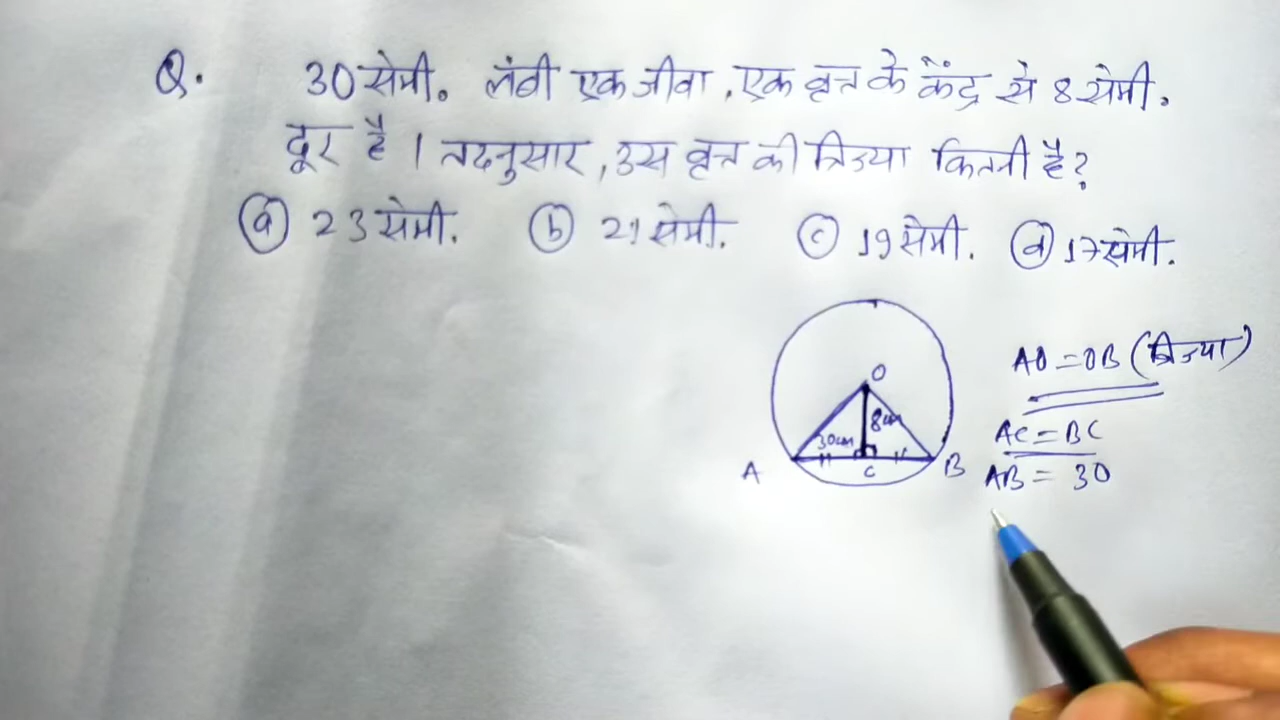 Q. 30 सेमी. लंबी एक जीवा, एक वृत्त के केंद्र से 8 सेमी.
दूर है। तदनुसार, उस वृत्त की त्रिज्या कितनी है?
(a) 23 सेमी. (b) 21 सेमी. (c) 19 सेमी. (d) 17 सेमी.
O
8cm
30cm
A C B
AO = OB (त्रिज्या)
AC = BC
AB = 30